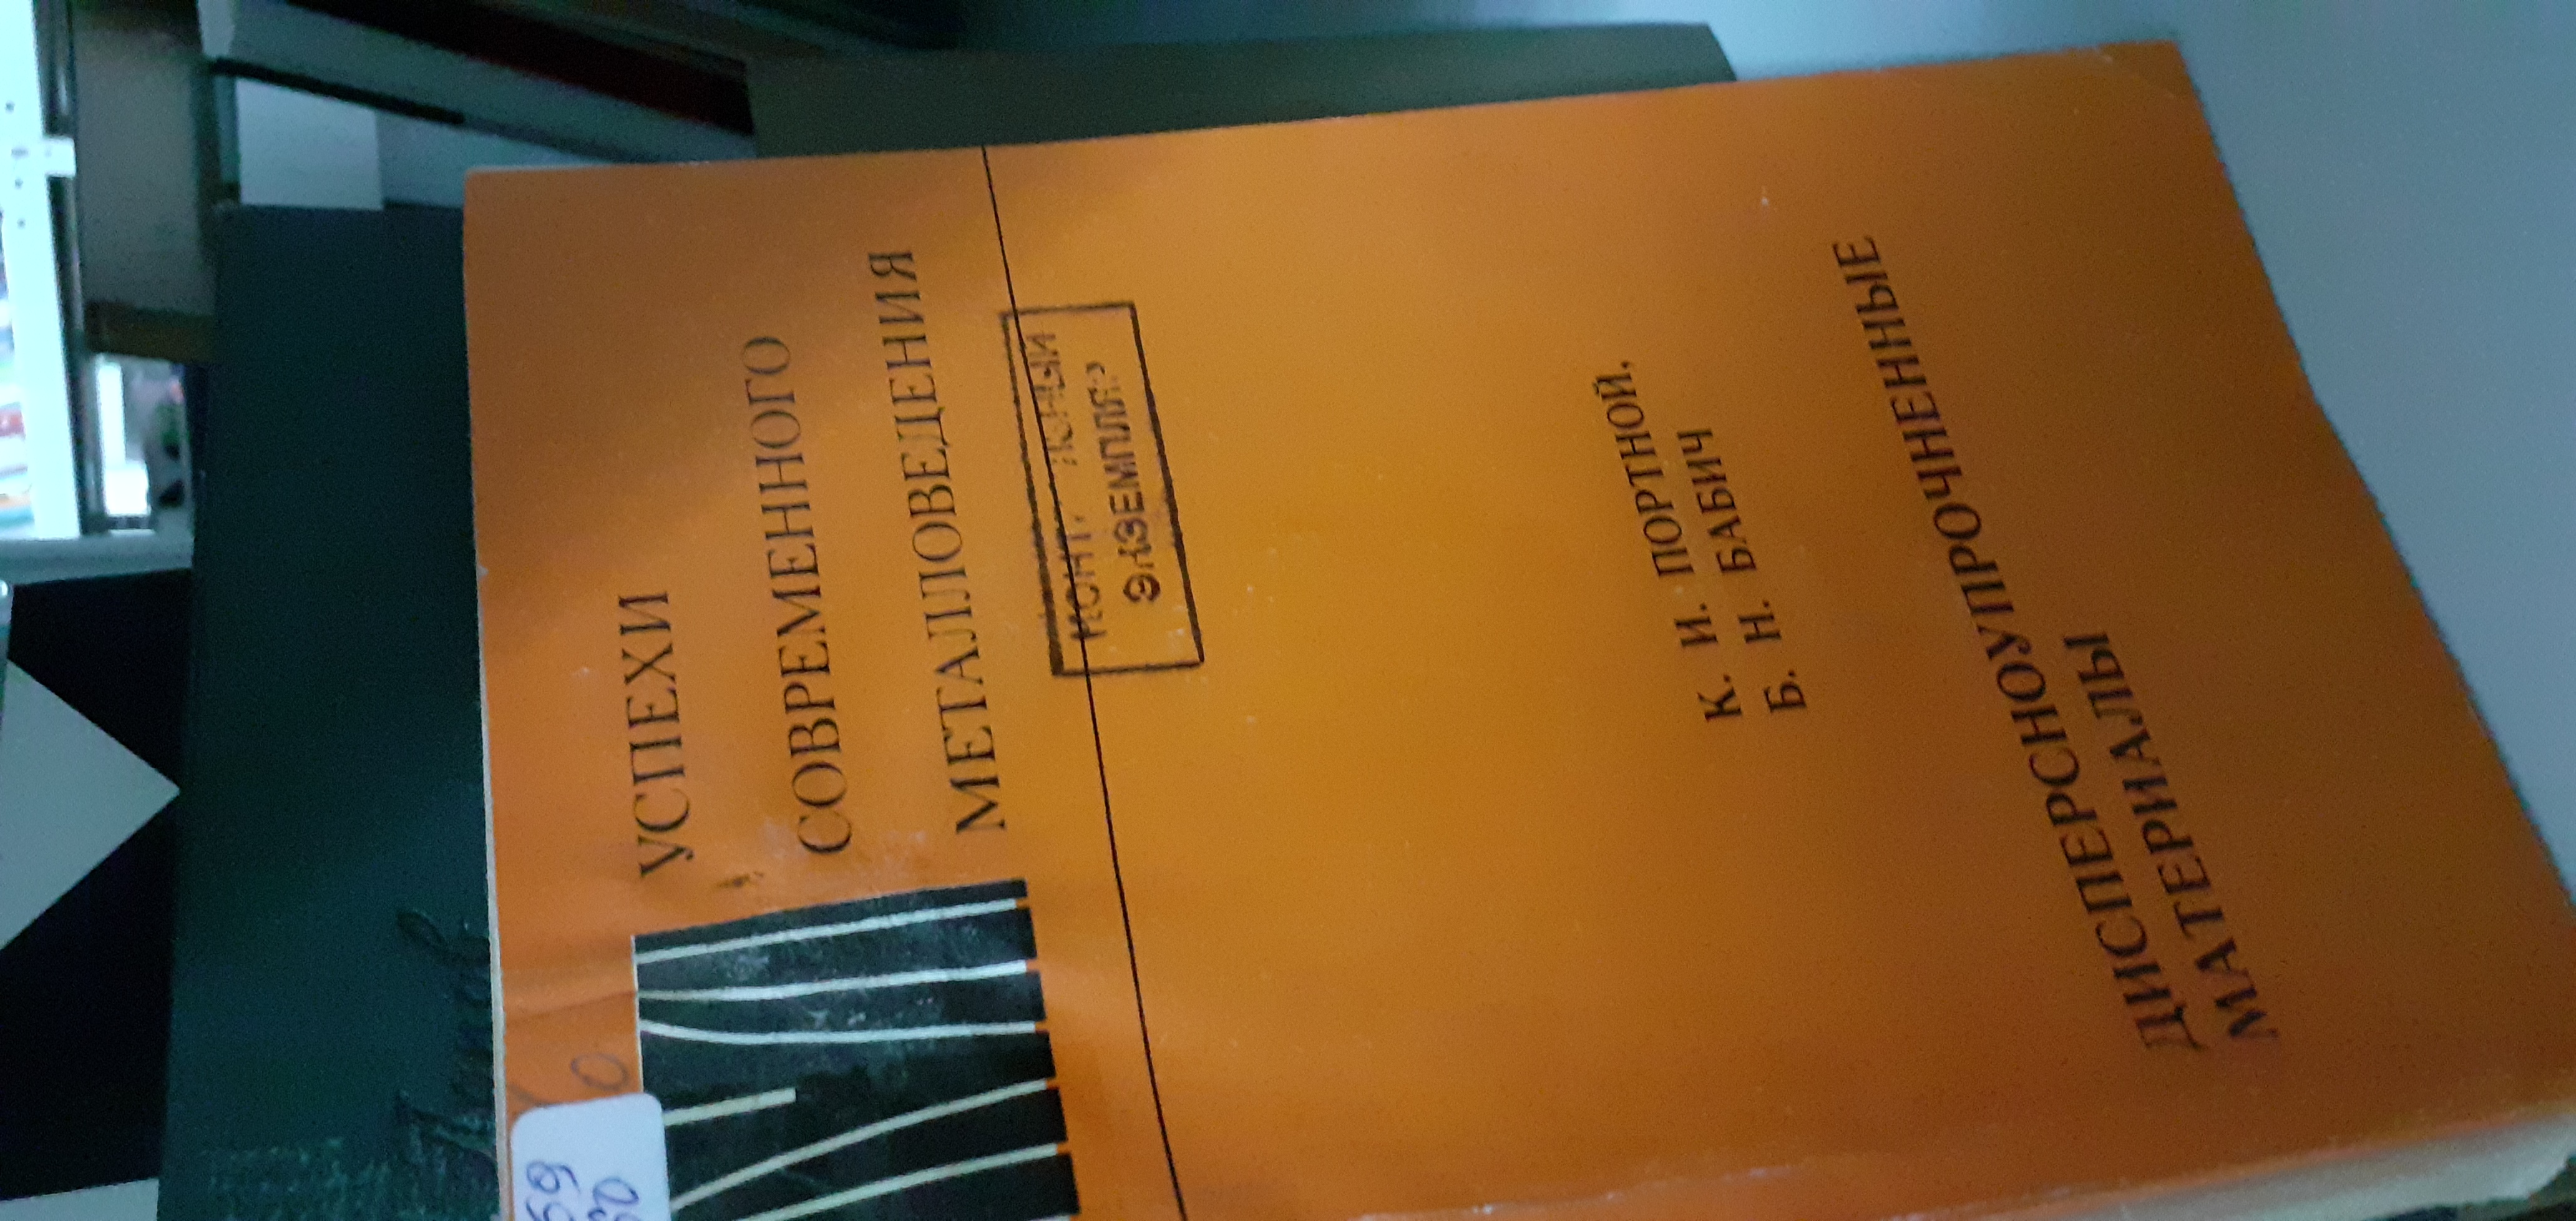 УСПЕХИ
СОВРЕМЕННОГО
МЕТАЛЛОВЕДЕНИЯ
ЭКЗЕМПЛЯР
К. И. ПОРТНОЙ,
Б. Н. БАБИЧ
ДИСПЕРСНОУПРОЧНЕННЫЕ
МАТЕРИАЛЫ